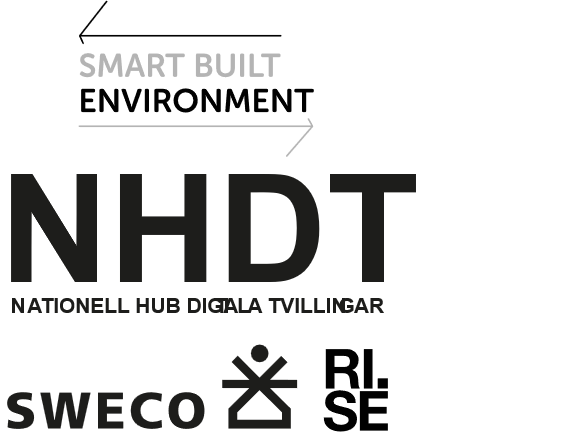 SMART BUILT
ENVIRONMENT
NHDT
NATIONELL HUB DIGITALA TVILLINGAR
SWECO
RI.
SE